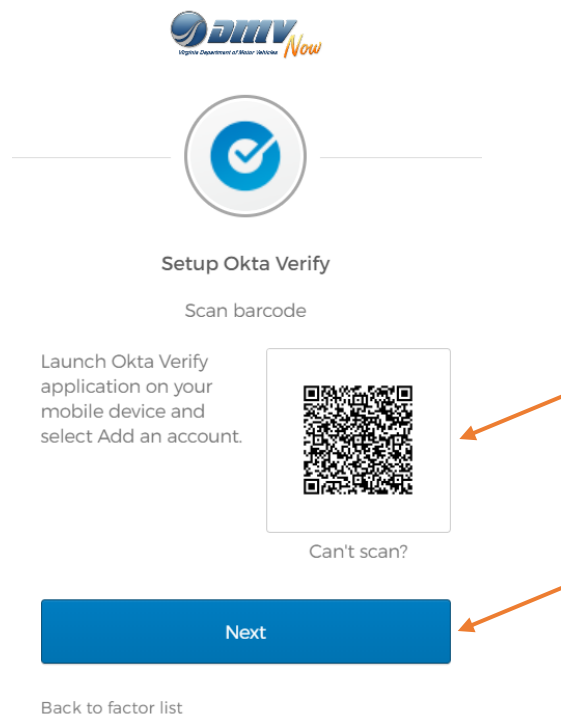 DMV
Now
Virginia Department of Motor Vehicles
Setup Okta Verify
Scan barcode
Launch Okta Verify
application on your
mobile device and
select Add an account.
Can't scan?
Next
Back to factor list